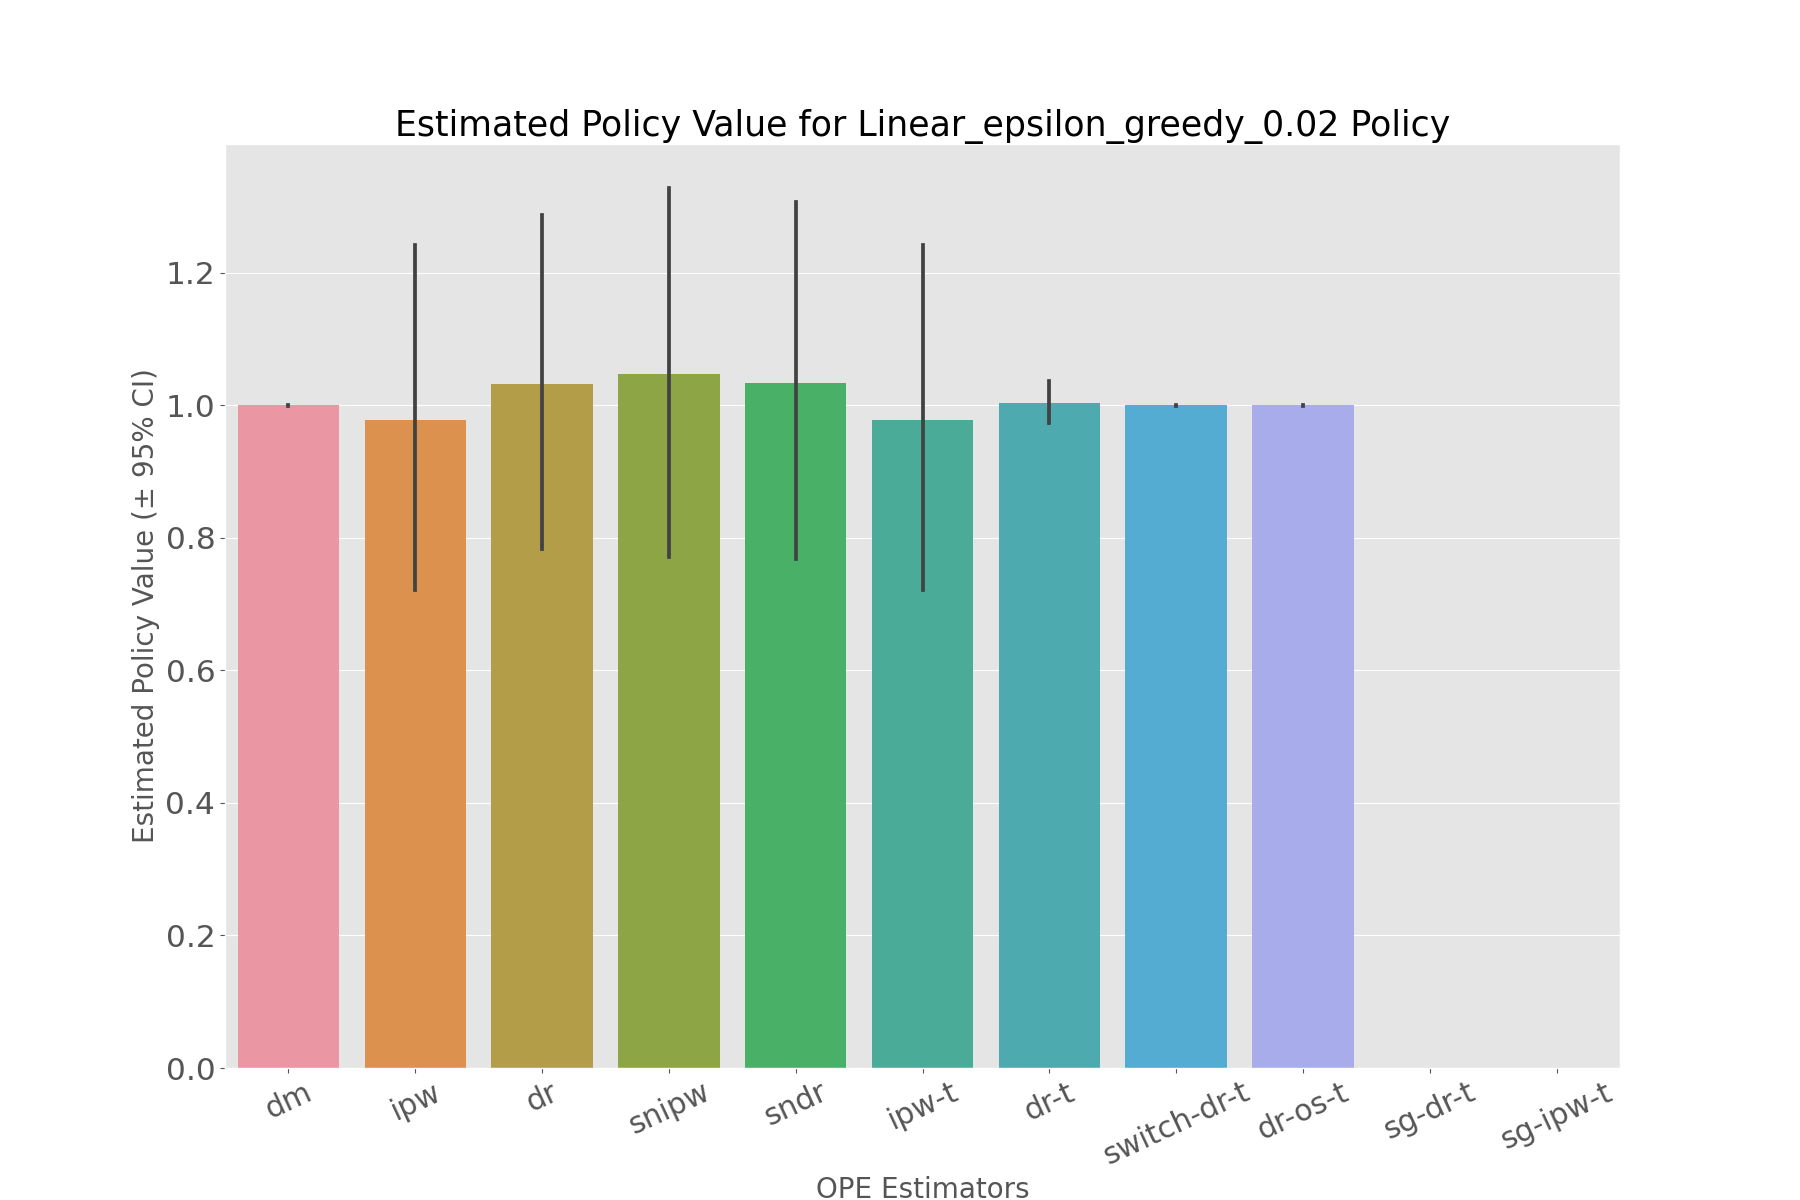 Estimated Policy Value for Linear_epsilon_greedy_0.02 Policy
Estimated Policy Value (± 95% CI)
1.2
1.0
0.8
0.6
0.4
0.2
0.0
dm
ipw
dr
snipw
sndr
ipw-t
dr-t
switch-dr-t
dr-os-t
sg-dr-t
sg-ipw-t
OPE Estimators